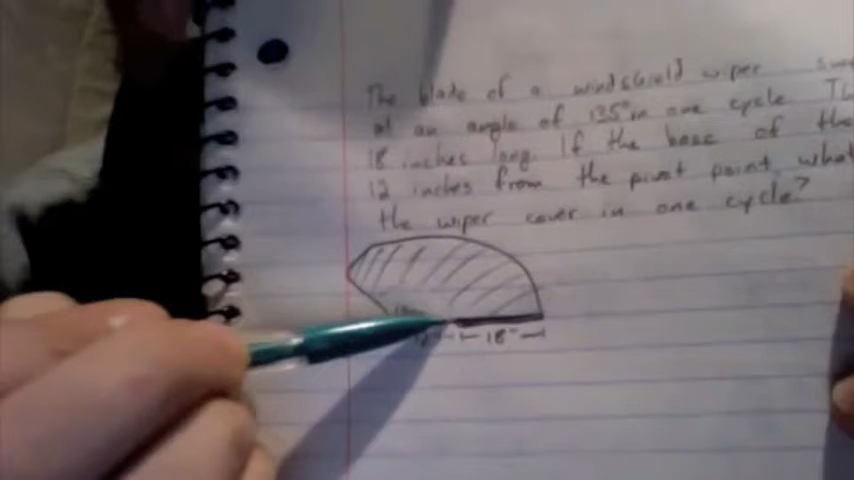 The blade of a windshield wiper
at an angle of 135° in one cycle.
18 inches long. If the base of the
12 inches from the pivot point, what
the wiper cover in one cycle?
18"